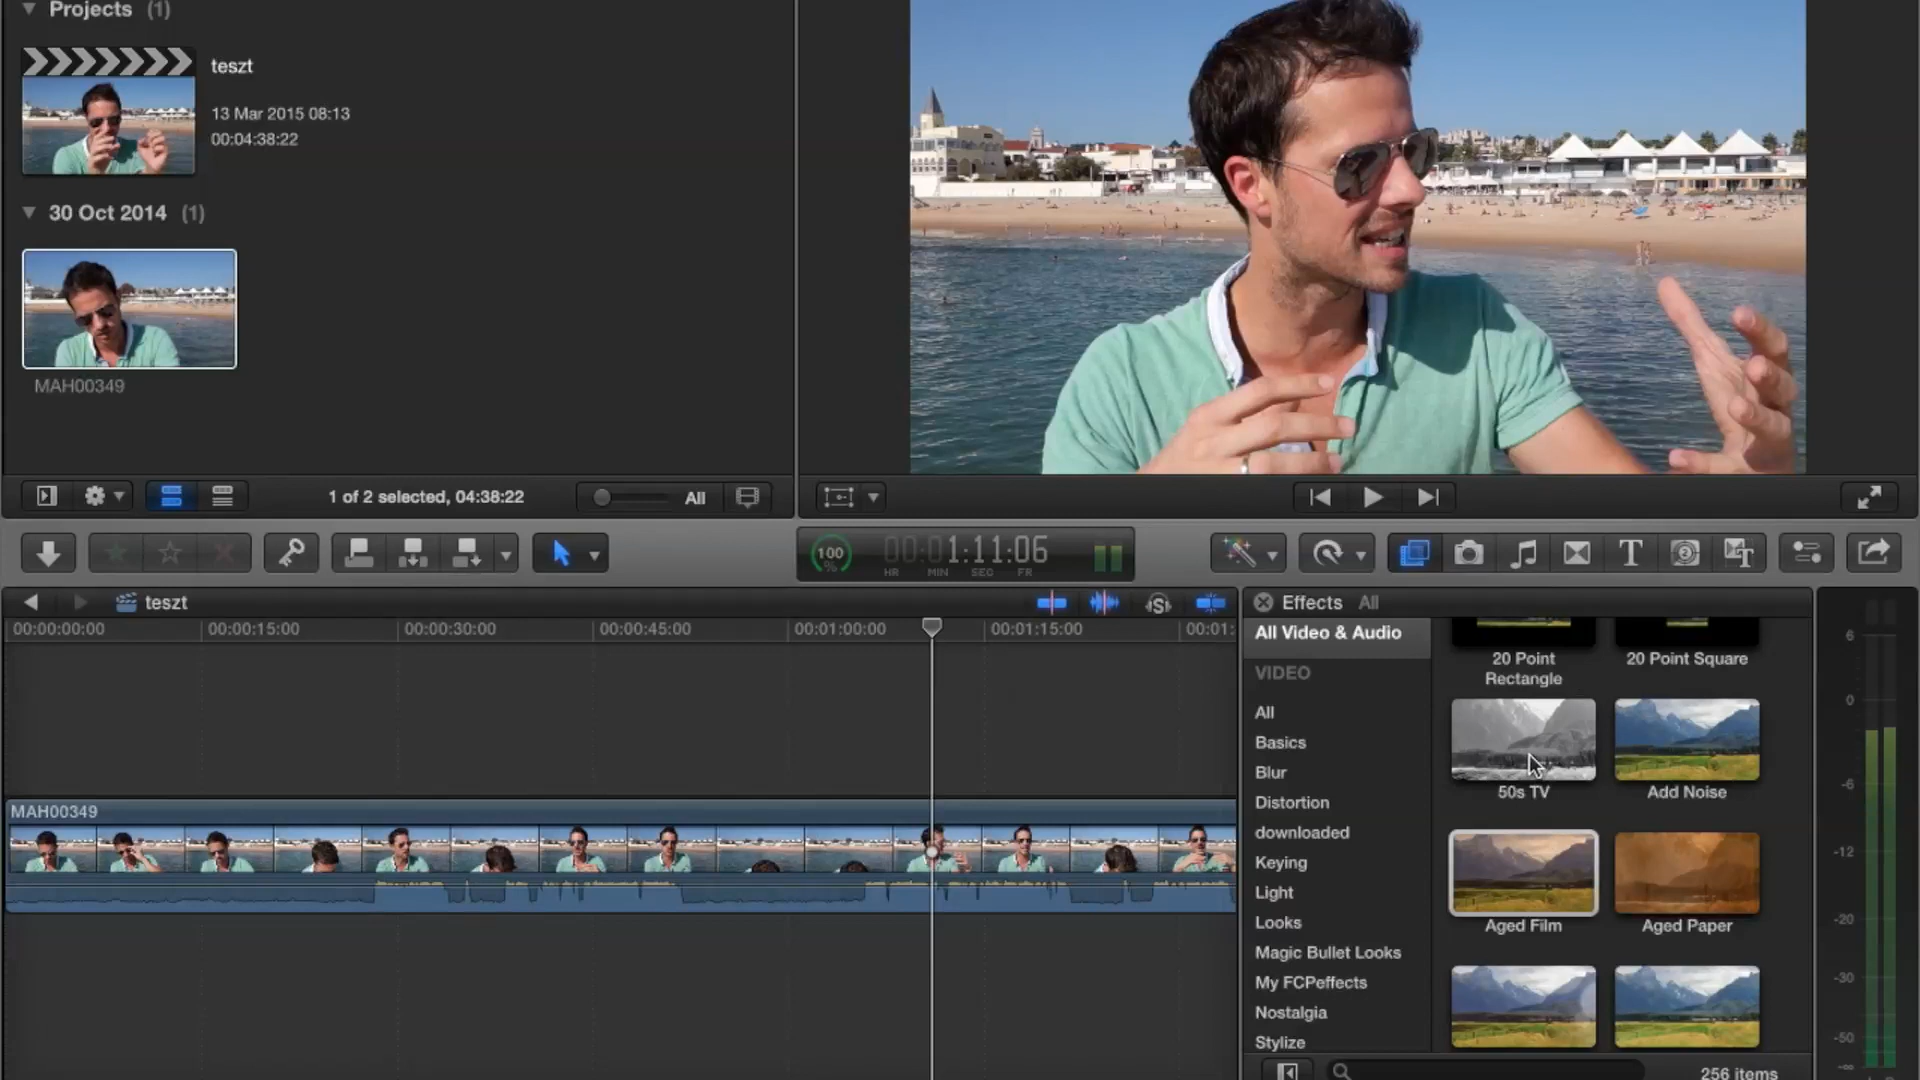 Projects (1)
teszt
13 Mar 2015 08:13
00:04:38:22
30 Oct 2014 (1)
MAH00349
1 of 2 selected, 04:38:22
All
100
%
00:01:11:06
HR MIN SEC FR
T
teszt
00:00:00:00
00:00:15:00
00:00:30:00
00:00:45:00
00:01:00:00
00:01:15:00
00:01:
MAH00349
Effects All
All Video & Audio
VIDEO
All
Basics
Blur
Distortion
downloaded
Keying
Light
Looks
Magic Bullet Looks
My FCPeffects
Nostalgia
Stylize
20 Point
Rectangle
20 Point Square
50s TV
Add Noise
Aged Film
Aged Paper
256 items
6
0
-6
-12
-20
-30
-50
-∞